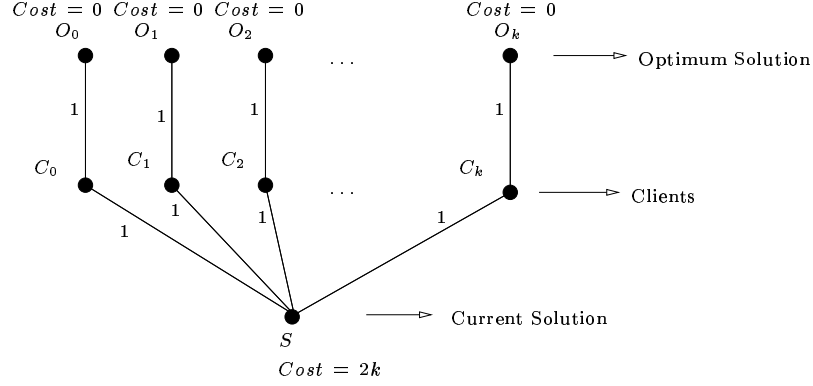 Cost = 0 Cost = 0 Cost = 0 Cost = 0
O₀ O₁ O₂ Oₖ
. . . Optimum Solution
1 1 1 1
C₀ C₁ C₂ Cₖ
. . . Clients
1 1 1 1
S Current Solution
Cost = 2k